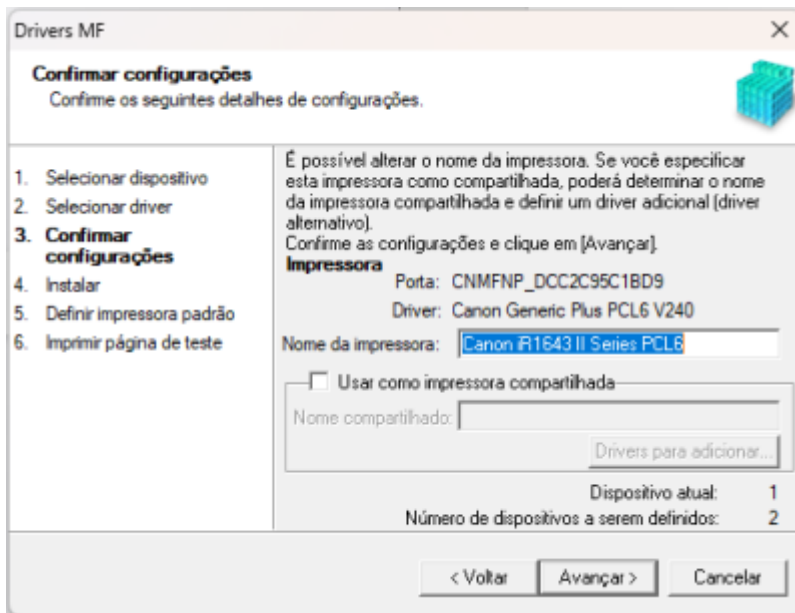 Drivers MF
Confirmar configurações
Confirme os seguintes detalhes de configurações.
1. Selecionar dispositivo
2. Selecionar driver
3. Confirmar
configurações
4. Instalar
5. Definir impressora padrão
6. Imprimir página de teste
É possível alterar o nome da impressora. Se você especificar
esta impressora como compartilhada, poderá determinar o nome
da impressora compartilhada e definir um driver adicional (driver
alternativo).
Confirme as configurações e clique em [Avançar].
Impressora
Porta: CNMFNP_DCC2C95C1BD9
Driver: Canon Generic Plus PCL6 V240
Nome da impressora: Canon iR1643 II Series PCL6
Usar como impressora compartilhada
Nome compartilhado:
Drivers para adicionar...
Dispositivo atual: 1
Número de dispositivos a serem definidos: 2
< Voltar Avançar > Cancelar